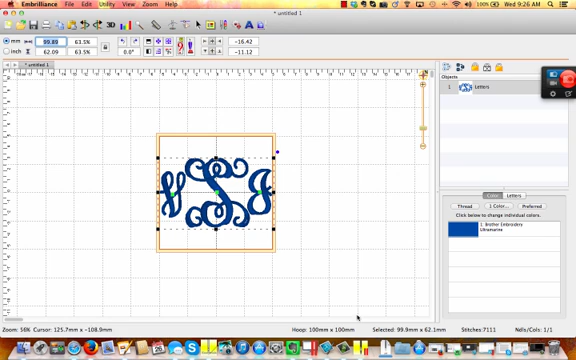 Embrilliance File Edit View Utility Zoom Help
Wed 9:26 AM
* untitled 1
mm 99.89 63.5%
inch 62.09 63.5%
0.0°
-16.42
-11.12
* untitled 1
Objects
1 Letters
Color Letters
Thread 1 Color... Preferred
Click below to change individual colors.
1. Brother Embroidery
Ultramarine
Zoom: 56% Cursor: 125.7mm x -108.9mm Hoop: 100mm x 100mm Selected: 99.9mm x 62.1mm Stitches:7111 Ndls/Cols: 1/1